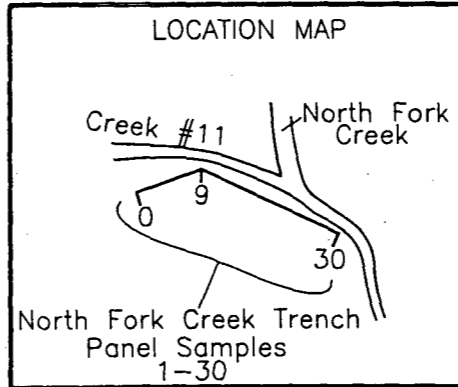 LOCATION MAP
North Fork
Creek
Creek #11
0
9
30
North Fork Creek Trench
Panel Samples
1-30